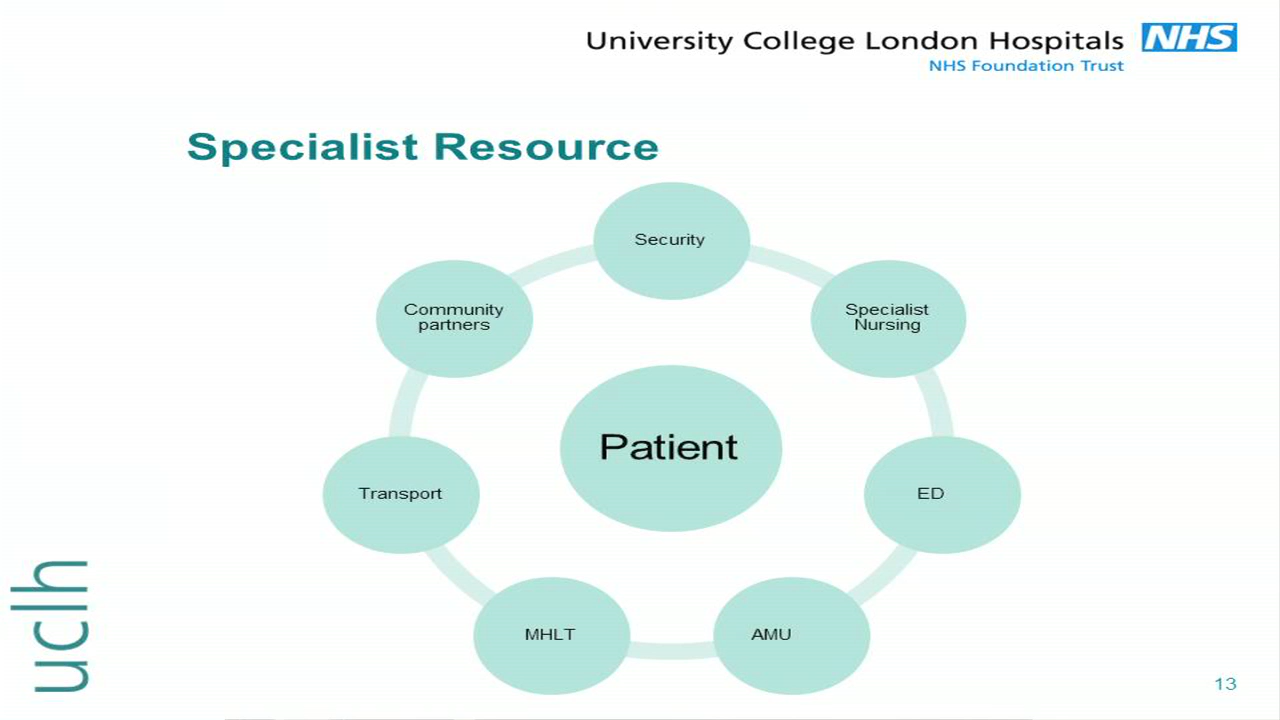 University College London Hospitals NHS
NHS Foundation Trust
Specialist Resource
Security
Community
partners
Specialist
Nursing
Patient
Transport
ED
MHLT
AMU
uclh
13